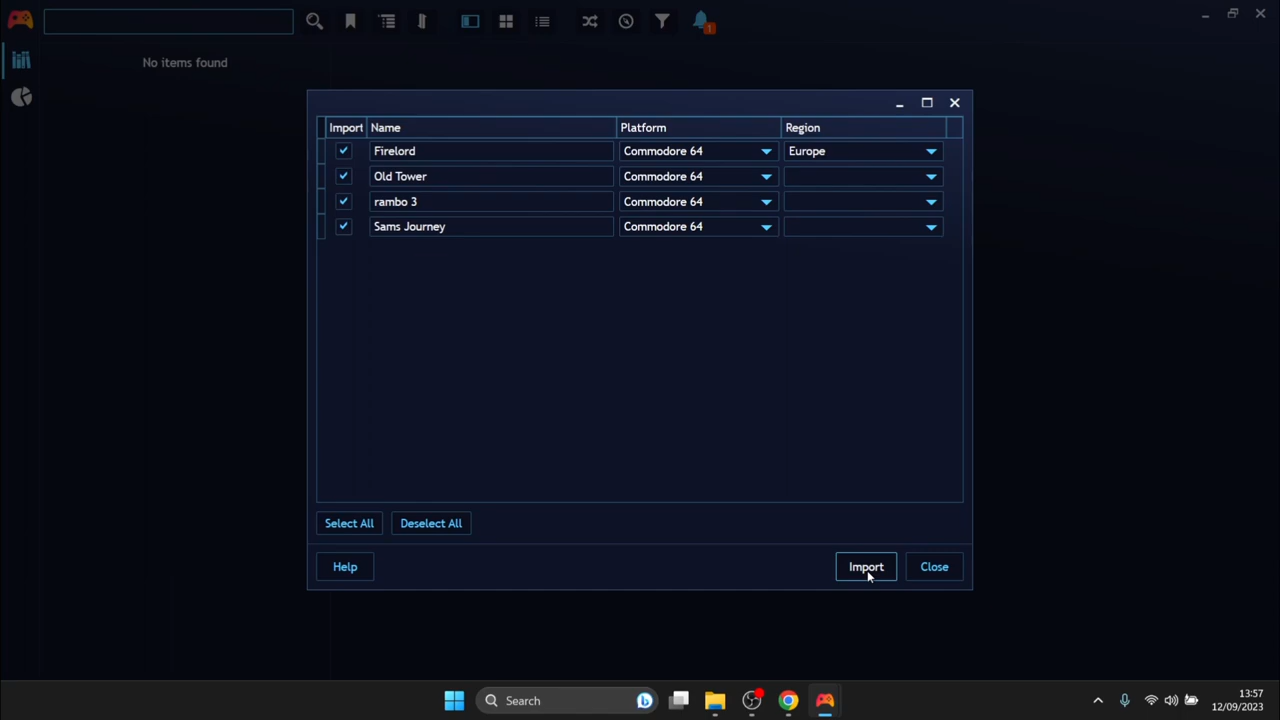 1
No items found
Import Name Platform Region
Firelord Commodore 64 Europe
Old Tower Commodore 64
rambo 3 Commodore 64
Sams Journey Commodore 64
Select All Deselect All
Help Import Close
Search
13:57
12/09/2023